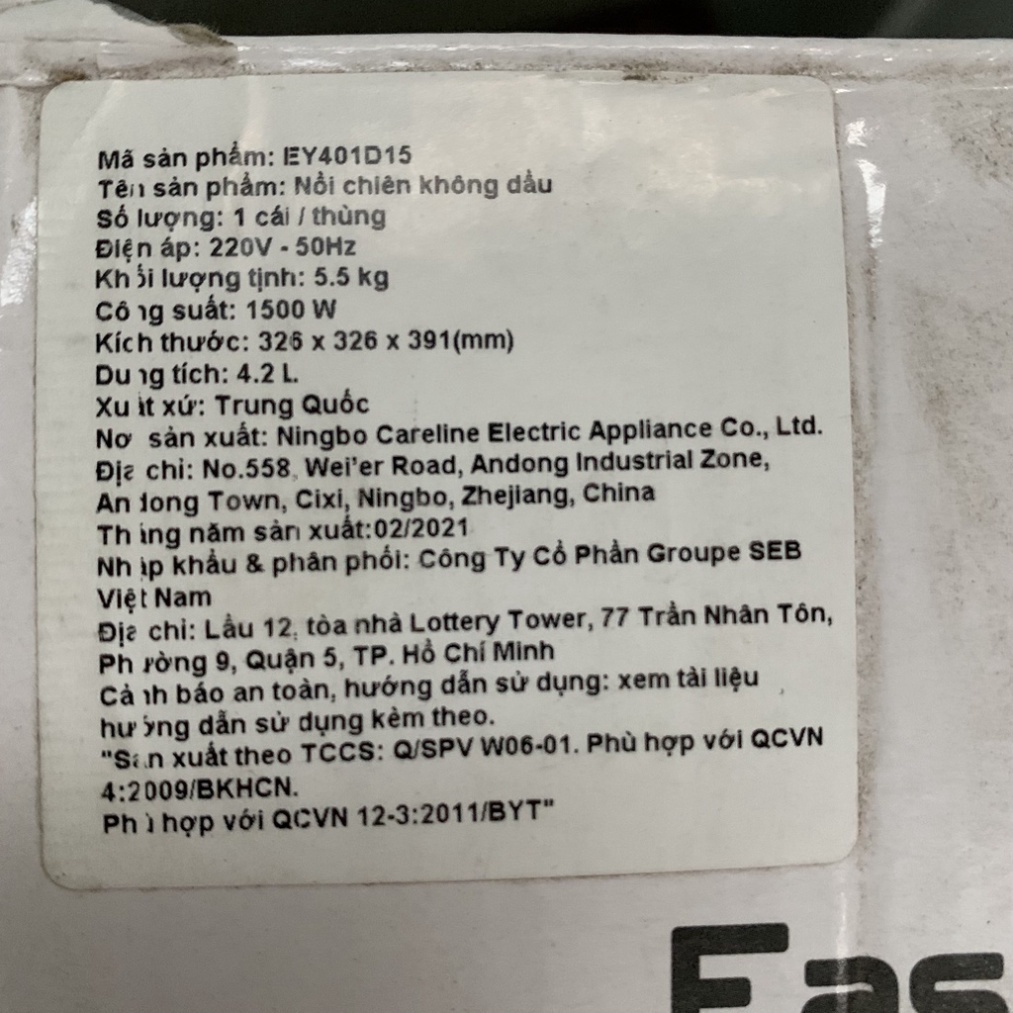 Mã sản phẩm: EY401D15
Tên sản phẩm: Nồi chiên không dầu
Số lượng: 1 cái / thùng
Điện áp: 220V - 50Hz
Khối lượng tịnh: 5.5 kg
Công suất: 1500 W
Kích thước: 326 x 326 x 391(mm)
Dung tích: 4.2 L.
Xuất xứ: Trung Quốc
Nơi sản xuất: Ningbo Careline Electric Appliance Co., Ltd.
Địa chỉ: No.558, Wei'er Road, Andong Industrial Zone,
Andong Town, Cixi, Ningbo, Zhejiang, China
Tháng năm sản xuất:02/2021
Nhập khẩu & phân phối: Công Ty Cổ Phần Groupe SEB
Việt Nam
Địa chỉ: Lầu 12, tòa nhà Lottery Tower, 77 Trần Nhân Tôn,
Phường 9, Quận 5, TP. Hồ Chí Minh
Cảnh báo an toàn, hướng dẫn sử dụng: xem tài liệu
hướng dẫn sử dụng kèm theo.
"Sản xuất theo TCCS: Q/SPV W06-01. Phù hợp với QCVN
4:2009/BKHCN.
Phù hợp với QCVN 12-3:2011/BYT"
Eas